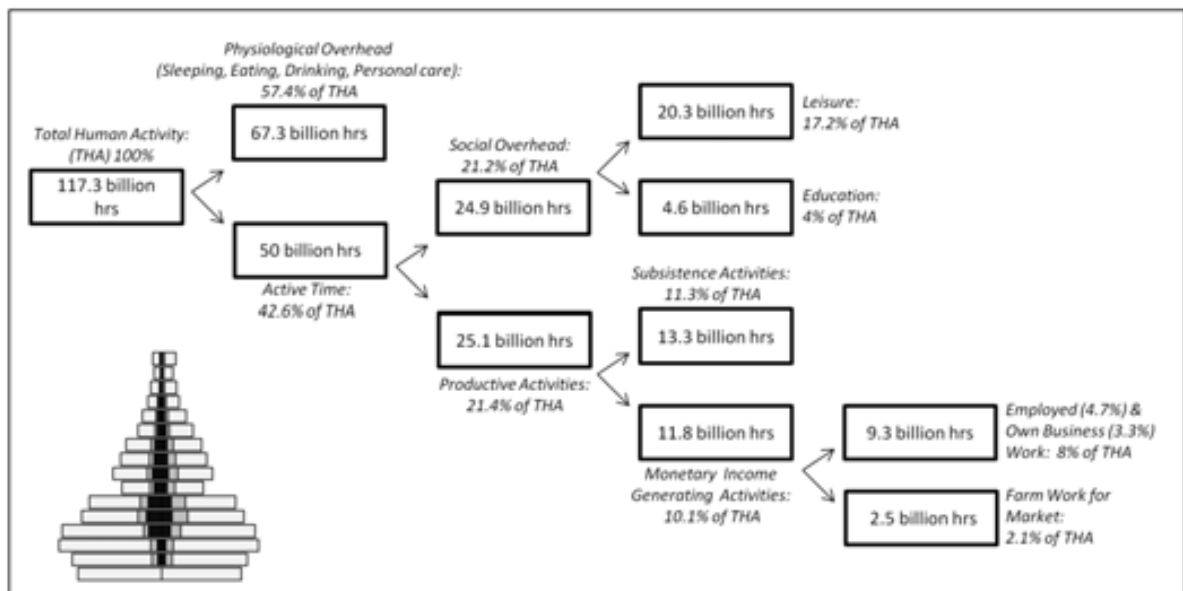 Physiological Overhead
(Sleeping, Eating, Drinking, Personal care):
57.4% of THA
67.3 billion hrs
Total Human Activity:
(THA) 100%
117.3 billion
hrs
50 billion hrs
Active Time:
42.6% of THA
Social Overhead:
21.2% of THA
24.9 billion hrs
25.1 billion hrs
Productive Activities:
21.4% of THA
20.3 billion hrs
Leisure:
17.2% of THA
4.6 billion hrs
Education:
4% of THA
Subsistence Activities:
11.3% of THA
13.3 billion hrs
11.8 billion hrs
Monetary Income
Generating Activities:
10.1% of THA
9.3 billion hrs
Employed (4.7%) &
Own Business (3.3%)
Work: 8% of THA
2.5 billion hrs
Farm Work for
Market:
2.1% of THA